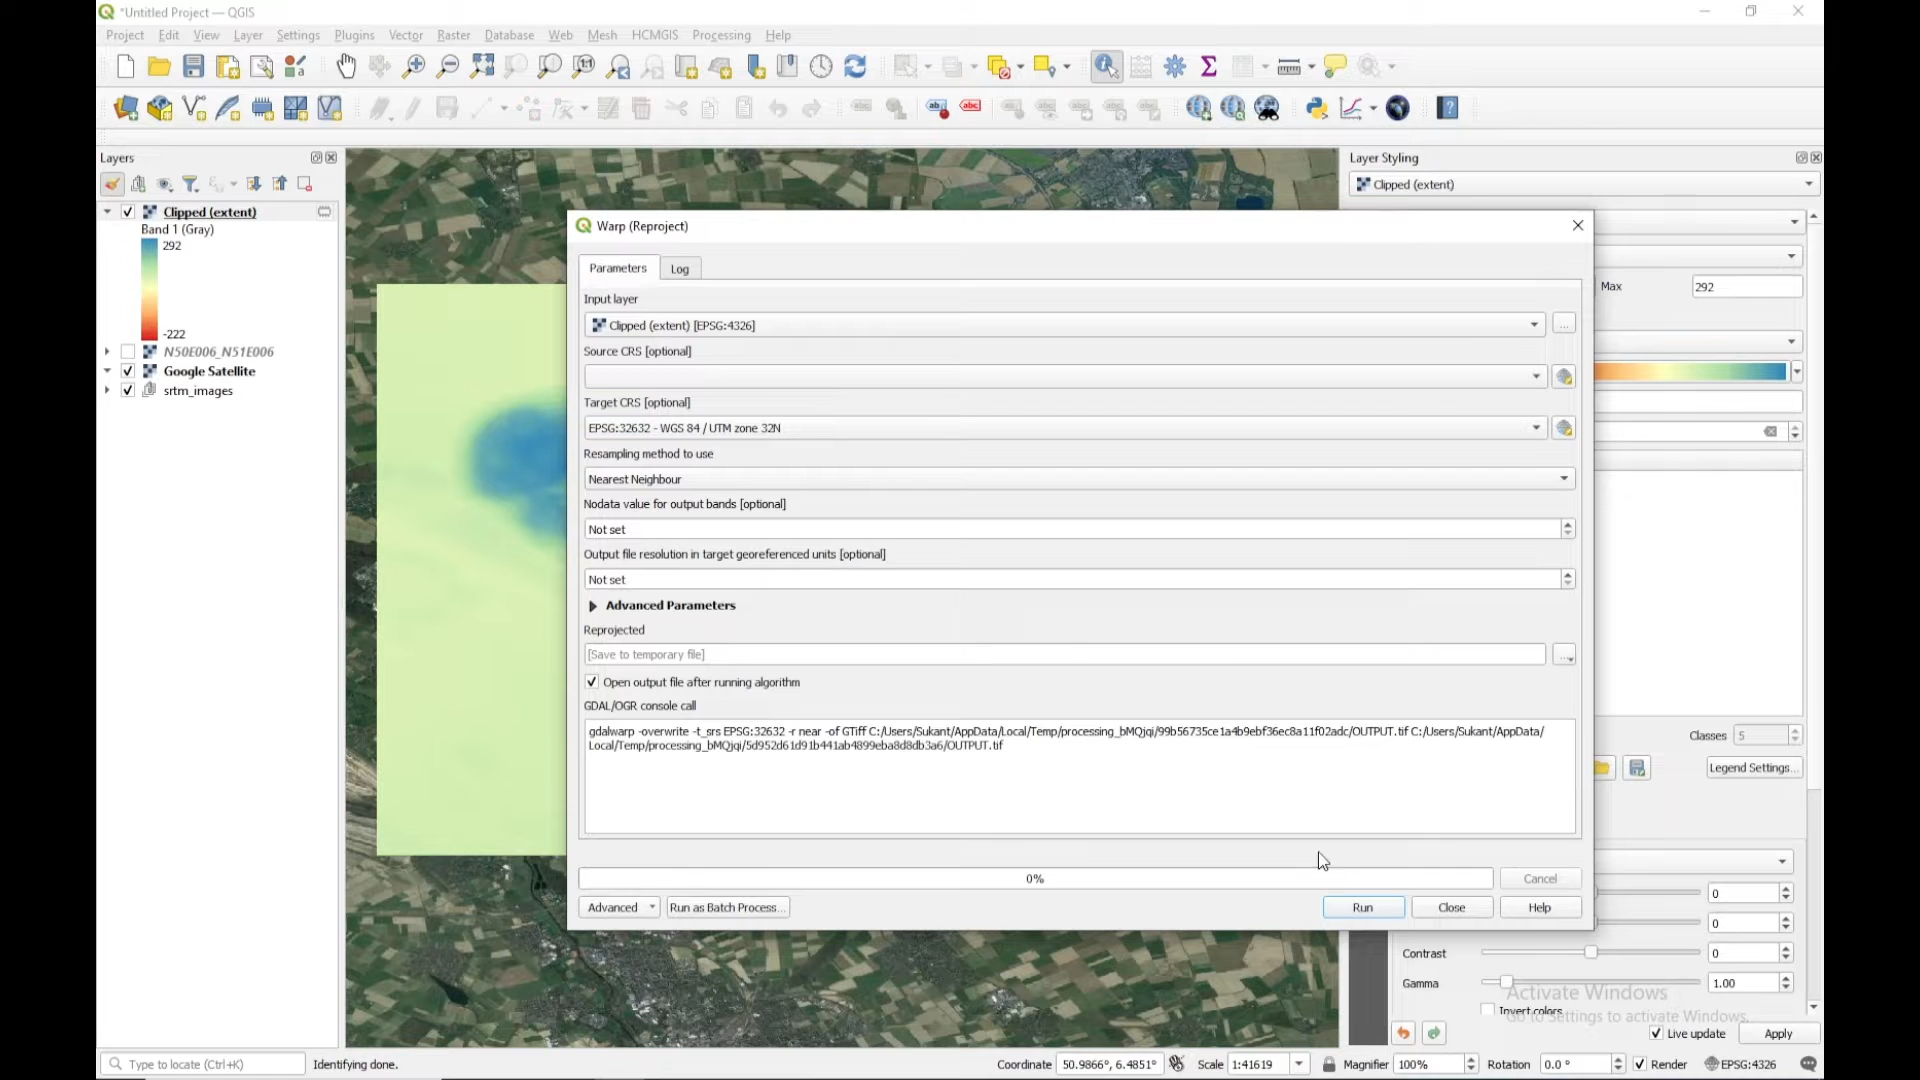 *Untitled Project — QGIS
Project Edit View Layer Settings Plugins Vector Raster Database Web Mesh HCMGIS Processing Help
Layers
Clipped (extent)
Band 1 (Gray)
292
-222
N50E006_N51E006
Google Satellite
srtm_images
Warp (Reproject)
Parameters Log
Input layer
Clipped (extent) [EPSG:4326]
Source CRS [optional]
Target CRS [optional]
EPSG:32632 - WGS 84 / UTM zone 32N
Resampling method to use
Nearest Neighbour
Nodata value for output bands [optional]
Not set
Output file resolution in target georeferenced units [optional]
Not set
Advanced Parameters
Reprojected
[Save to temporary file]
Open output file after running algorithm
GDAL/OGR console call
gdalwarp -overwrite -t_srs EPSG:32632 -r near -of GTiff C:/Users/Sukant/AppData/Local/Temp/processing_bMQjqi/99b56735ce1a4b9ebf36ec8a11f02adc/OUTPUT.tif C:/Users/Sukant/AppData/
Local/Temp/processing_bMQjqi/5d952d61d91b441ab4899eba8d8db3a6/OUTPUT.tif
0%
Cancel
Advanced Run as Batch Process... Run Close Help
Layer Styling
Clipped (extent)
Max 292
Classes 5
Legend Settings...
0
0
Contrast 0
Gamma 1.00
Invert colors
Activate Windows
Go to Settings to activate Windows.
Live update Apply
Type to locate (Ctrl+K) Identifying done. Coordinate 50.9866°, 6.4851° Scale 1:41619 Magnifier 100% Rotation 0.0 ° Render EPSG:4326